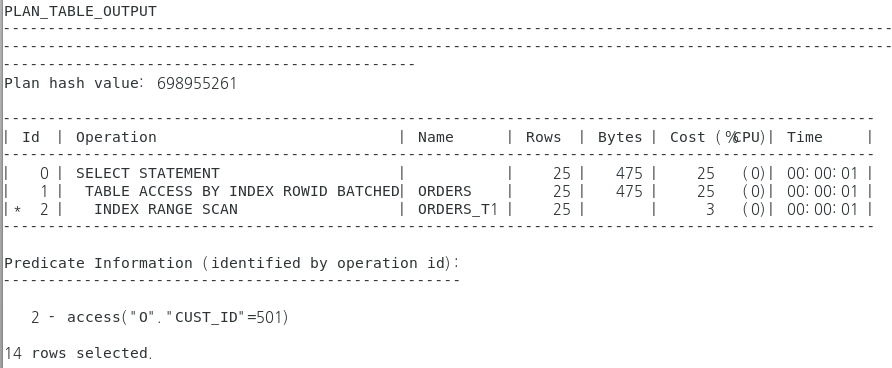 PLAN_TABLE_OUTPUT
--------------------------------------------------------------------------------------------------
--------------------------------------------------------------------------------------------------
----------------------------------------------
Plan hash value: 698955261
--------------------------------------------------------------------------------------------------
| Id | Operation | Name | Rows | Bytes | Cost (%CPU)| Time |
--------------------------------------------------------------------------------------------------
| 0 | SELECT STATEMENT | | 25 | 475 | 25 (0)| 00:00:01 |
| 1 | TABLE ACCESS BY INDEX ROWID BATCHED| ORDERS | 25 | 475 | 25 (0)| 00:00:01 |
|* 2 | INDEX RANGE SCAN | ORDERS_T1 | 25 | | 3 (0)| 00:00:01 |
--------------------------------------------------------------------------------------------------
Predicate Information (identified by operation id):
---------------------------------------------------
2 - access("O"."CUST_ID"=501)
14 rows selected.